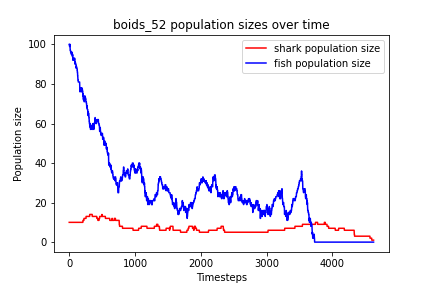 boids_52 population sizes over time
shark population size
fish population size
Population size
100
80
60
40
20
0
0
1000
2000
3000
4000
Timesteps